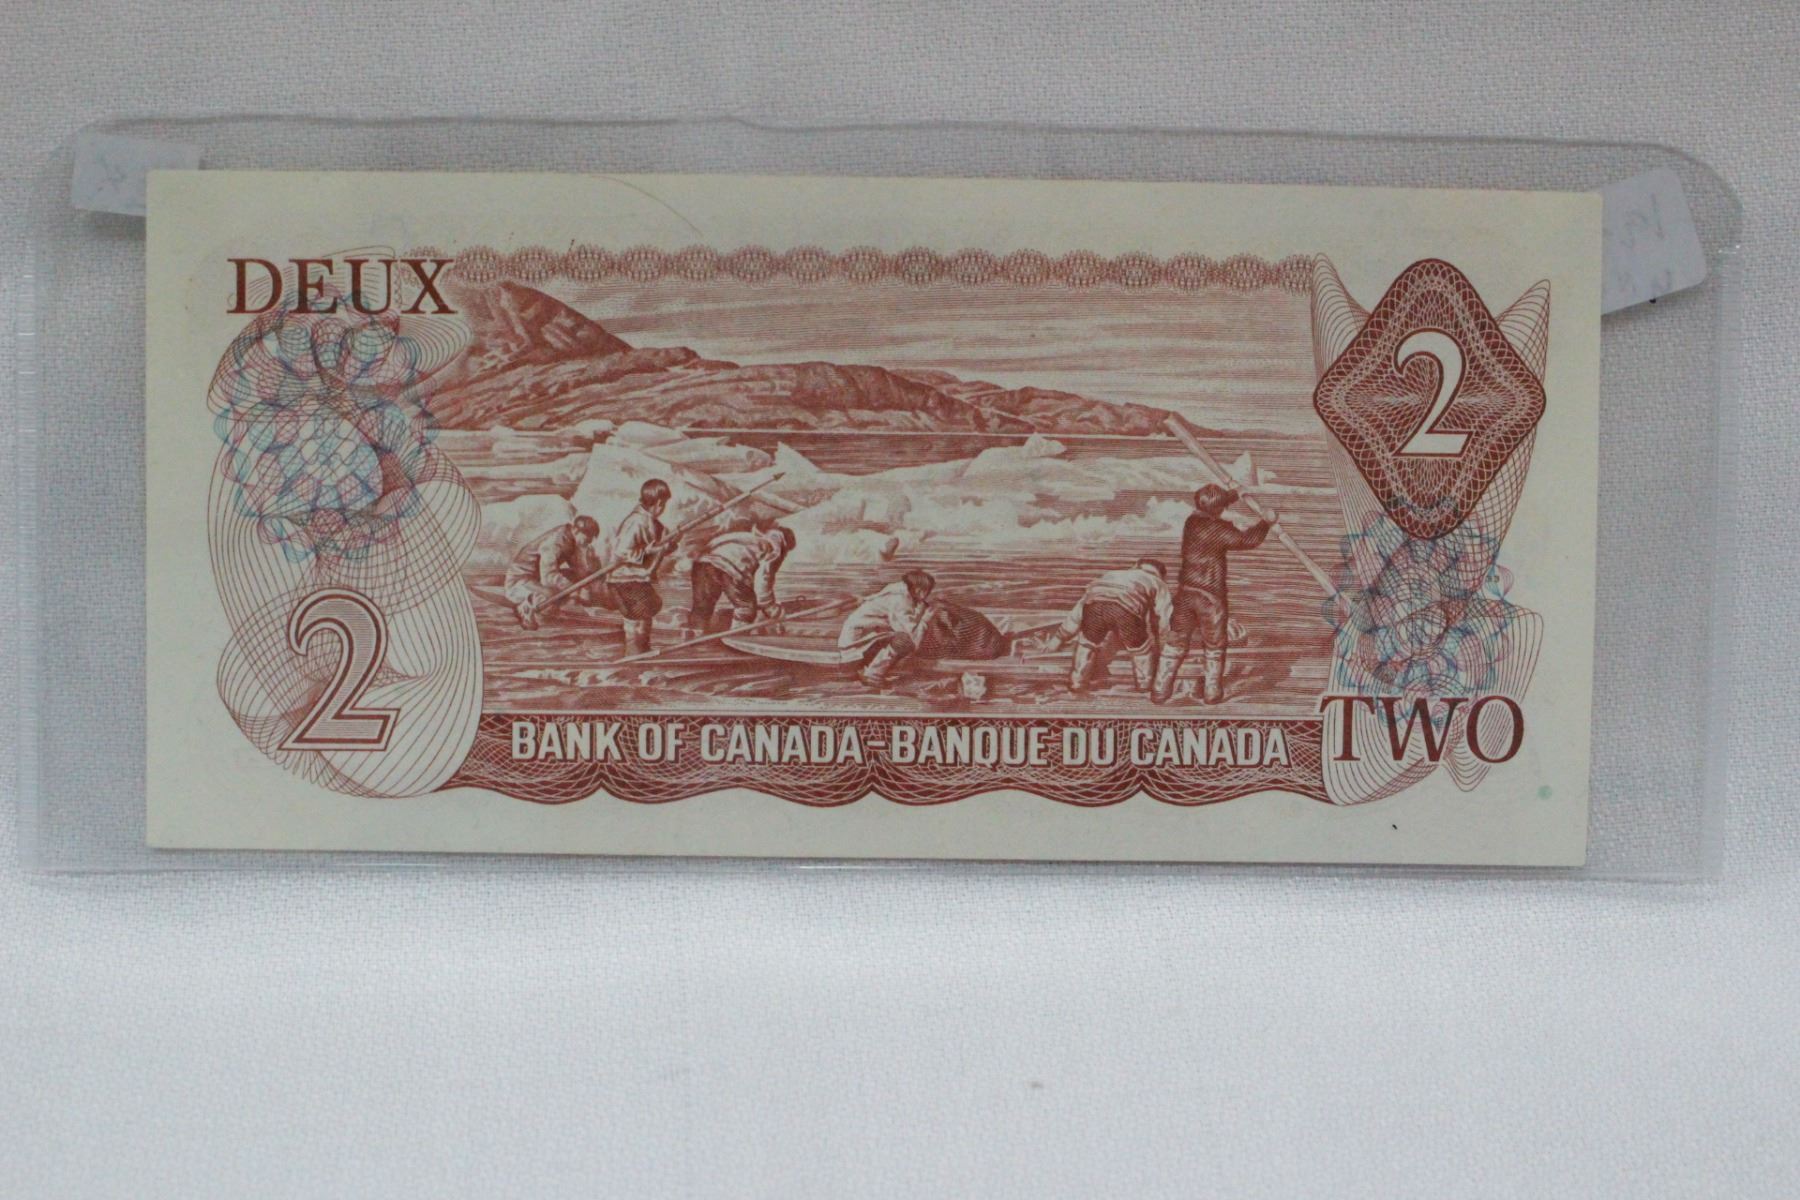 DEUX
2
2
BANK OF CANADA-BANQUE DU CANADA
TWO